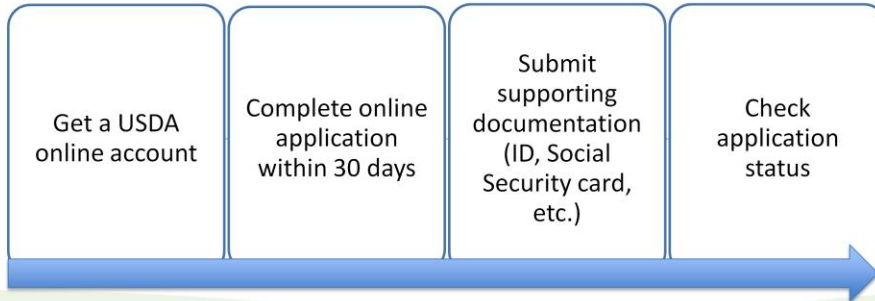 Get a USDA
online account
Complete online
application
within 30 days
Submit
supporting
documentation
(ID, Social
Security card,
etc.)
Check
application
status